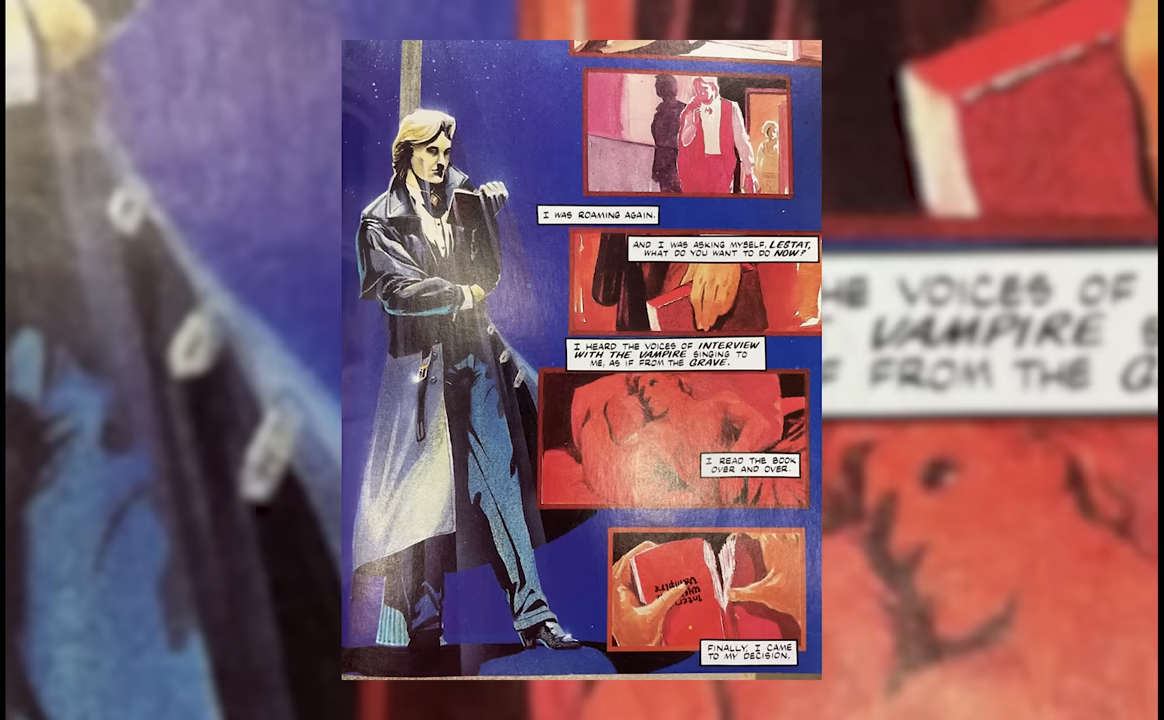 I WAS ROAMING AGAIN.
AND I WAS ASKING MYSELF, LESTAT,
WHAT DO YOU WANT TO DO NOW?
I HEARD THE VOICES OF INTERVIEW
WITH THE VAMPIRE SINGING TO
ME, AS IF FROM THE GRAVE.
I READ THE BOOK
OVER AND OVER.
Vampire
FINALLY, I CAME
TO MY DECISION.
HE VOICES OF
VAMPIRE S
F FROM THE G